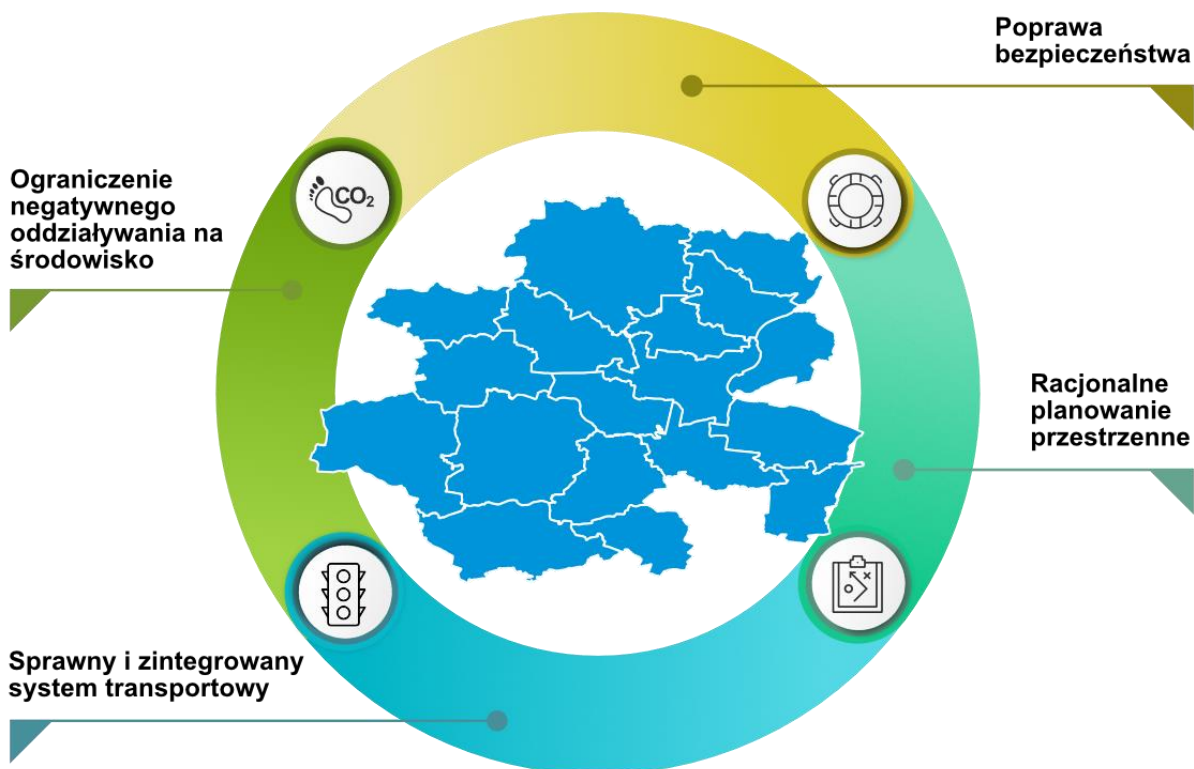 Poprawa
bezpieczeństwa
Ograniczenie
negatywnego
oddziaływania na
środowisko
CO₂
Racjonalne
planowanie
przestrzenne
Sprawny i zintegrowany
system transportowy